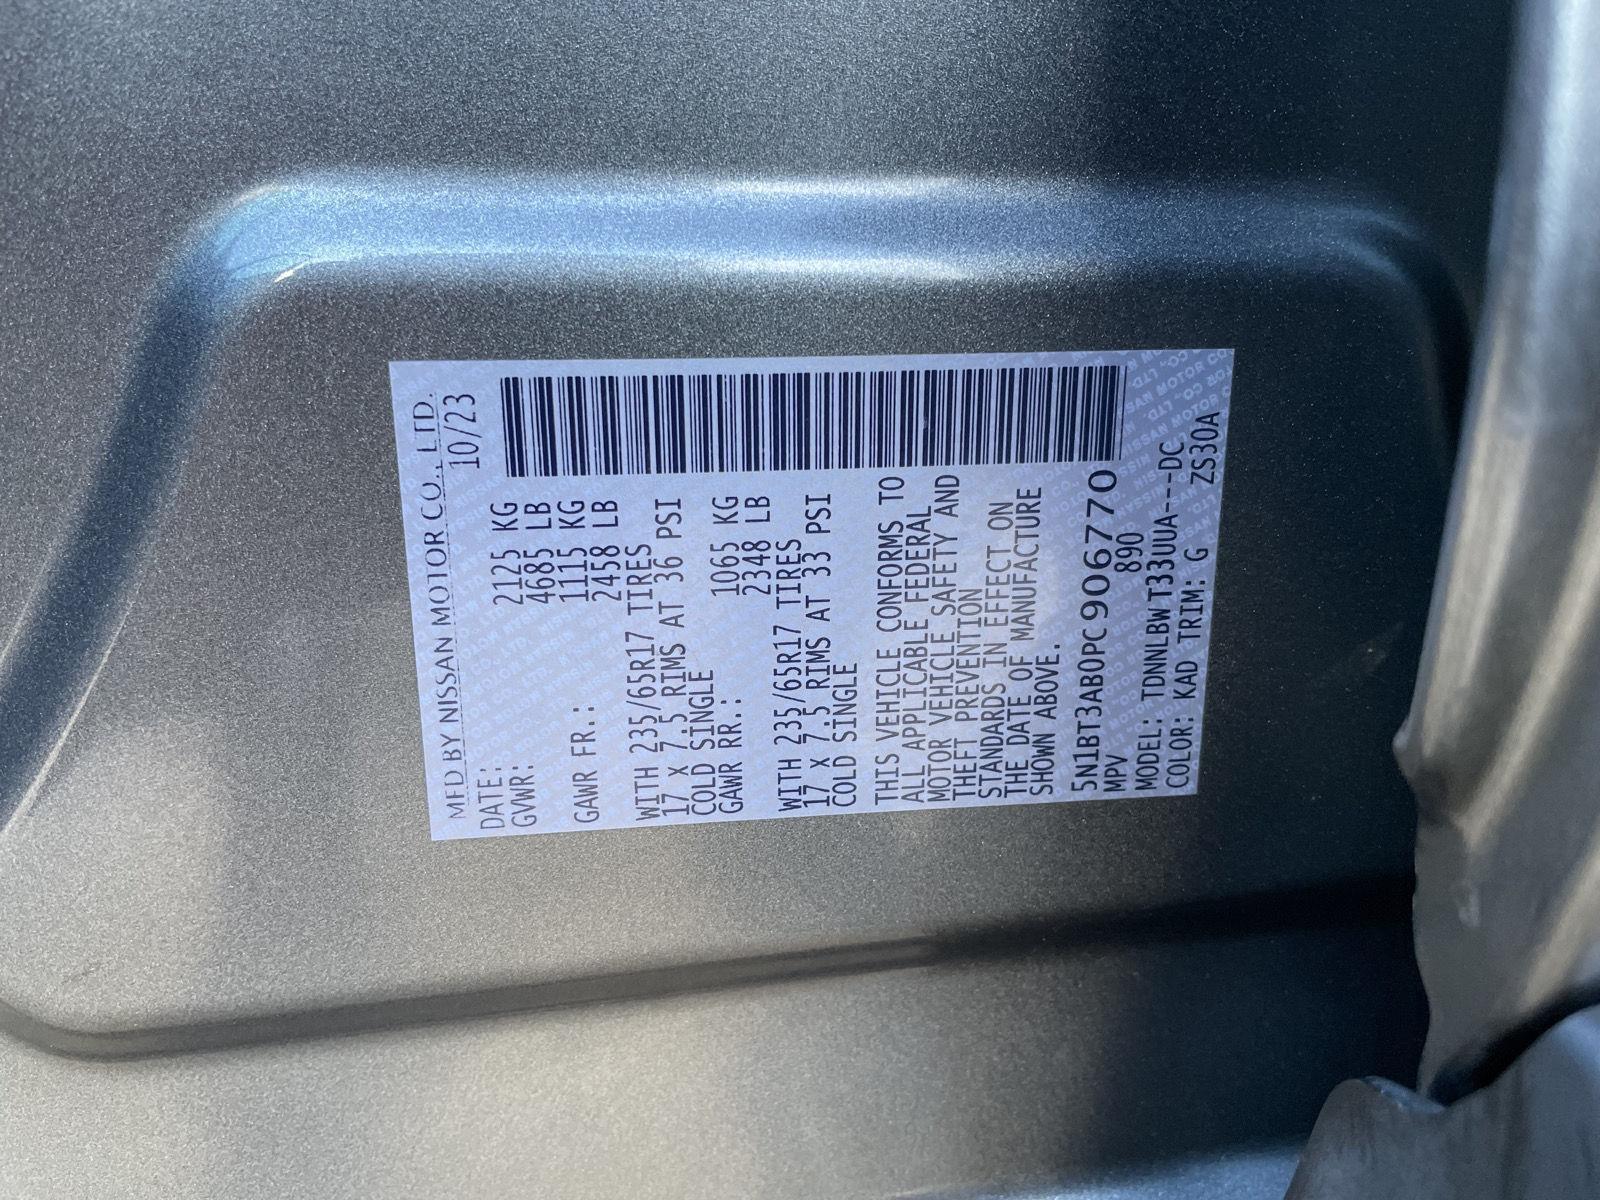 MFD BY NISSAN MOTOR CO., LTD.
DATE: 10/23
GVWR: 2125 KG
4685 LB
GAWR FR.: 1115 KG
2458 LB
WITH 235/65R17 TIRES
17 X 7.5 RIMS AT 36 PSI
COLD SINGLE
GAWR RR.: 1065 KG
2348 LB
WITH 235/65R17 TIRES
17 X 7.5 RIMS AT 33 PSI
COLD SINGLE
THIS VEHICLE CONFORMS TO
ALL APPLICABLE FEDERAL
MOTOR VEHICLE SAFETY AND
THEFT PREVENTION
STANDARDS IN EFFECT ON
THE DATE OF MANUFACTURE
SHOWN ABOVE.
5N1BT3AB0PC906770
MPV 890
MODEL: TDNNLBW T33UUA---DC
COLOR: KAD TRIM: G ZS30A